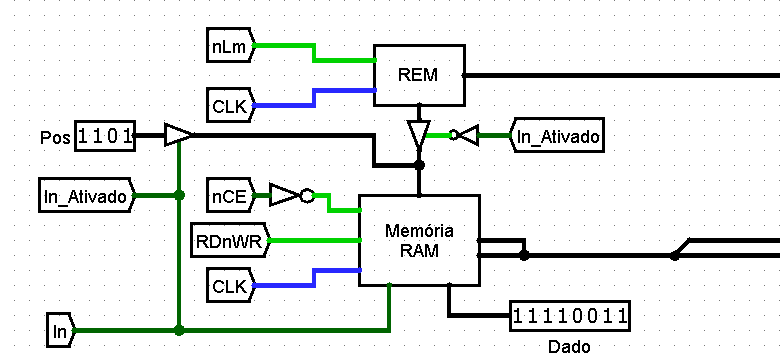 nLm
REM
CLK
Pos 1101
In_Ativado
In_Ativado
nCE
Memória
RAM
RDnWR
CLK
11110011
In
Dado